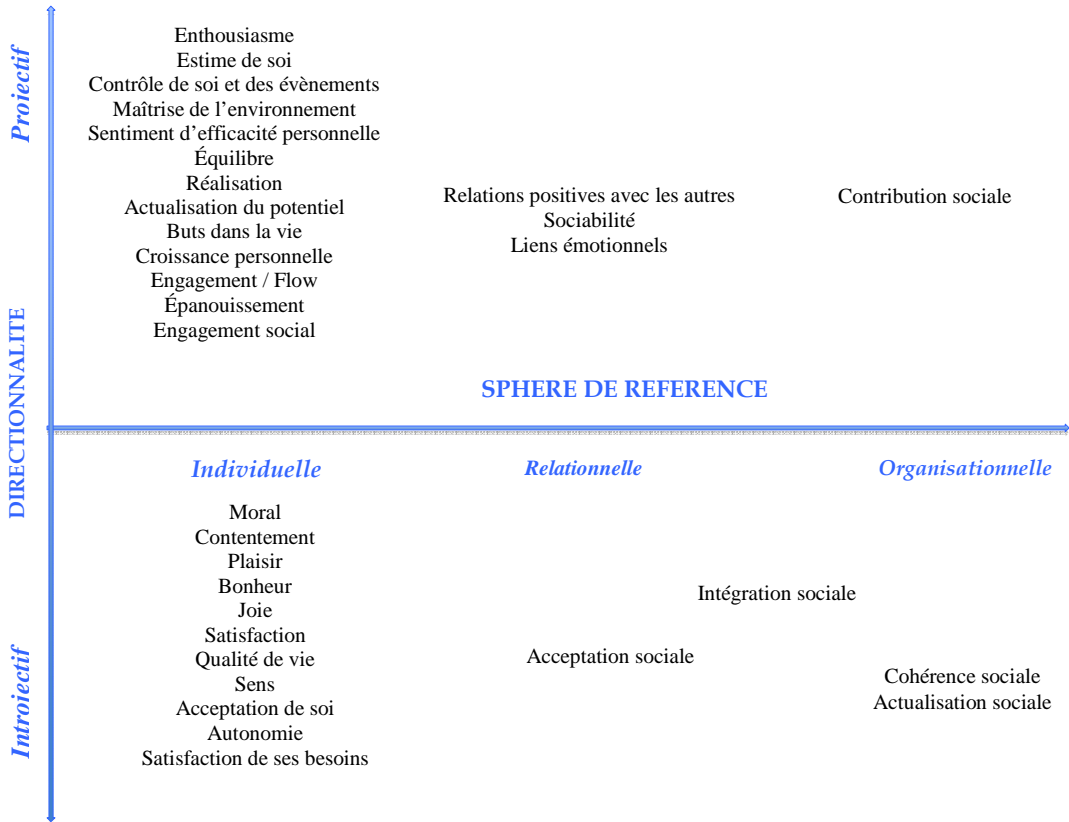 Projectif
Enthousiasme
Estime de soi
Contrôle de soi et des évènements
Maîtrise de l'environnement
Sentiment d'efficacité personnelle
Équilibre
Réalisation
Actualisation du potentiel
Buts dans la vie
Croissance personnelle
Engagement / Flow
Épanouissement
Engagement social
Relations positives avec les autres
Sociabilité
Liens émotionnels
Contribution sociale
DIRECTIONNALITE
SPHERE DE REFERENCE
Individuelle
Relationnelle
Organisationnelle
Introjectif
Moral
Contentement
Plaisir
Bonheur
Joie
Satisfaction
Qualité de vie
Sens
Acceptation de soi
Autonomie
Satisfaction de ses besoins
Intégration sociale
Acceptation sociale
Cohérence sociale
Actualisation sociale